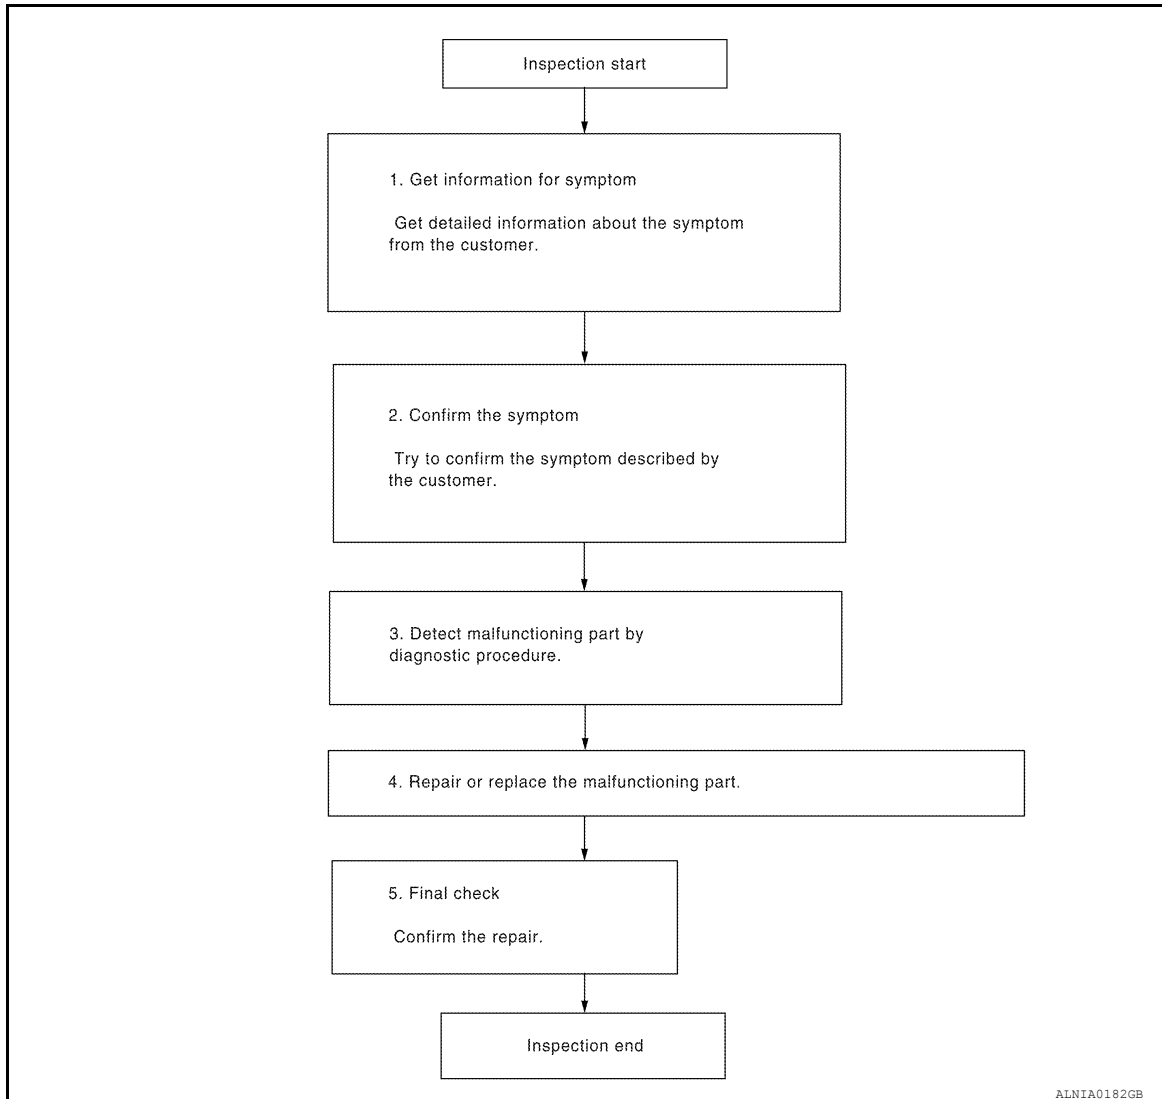 Inspection start
1. Get information for symptom
Get detailed information about the symptom
from the customer.
2. Confirm the symptom
Try to confirm the symptom described by
the customer.
3. Detect malfunctioning part by
diagnostic procedure.
4. Repair or replace the malfunctioning part.
5. Final check
Confirm the repair.
Inspection end
ALNIA0182GB